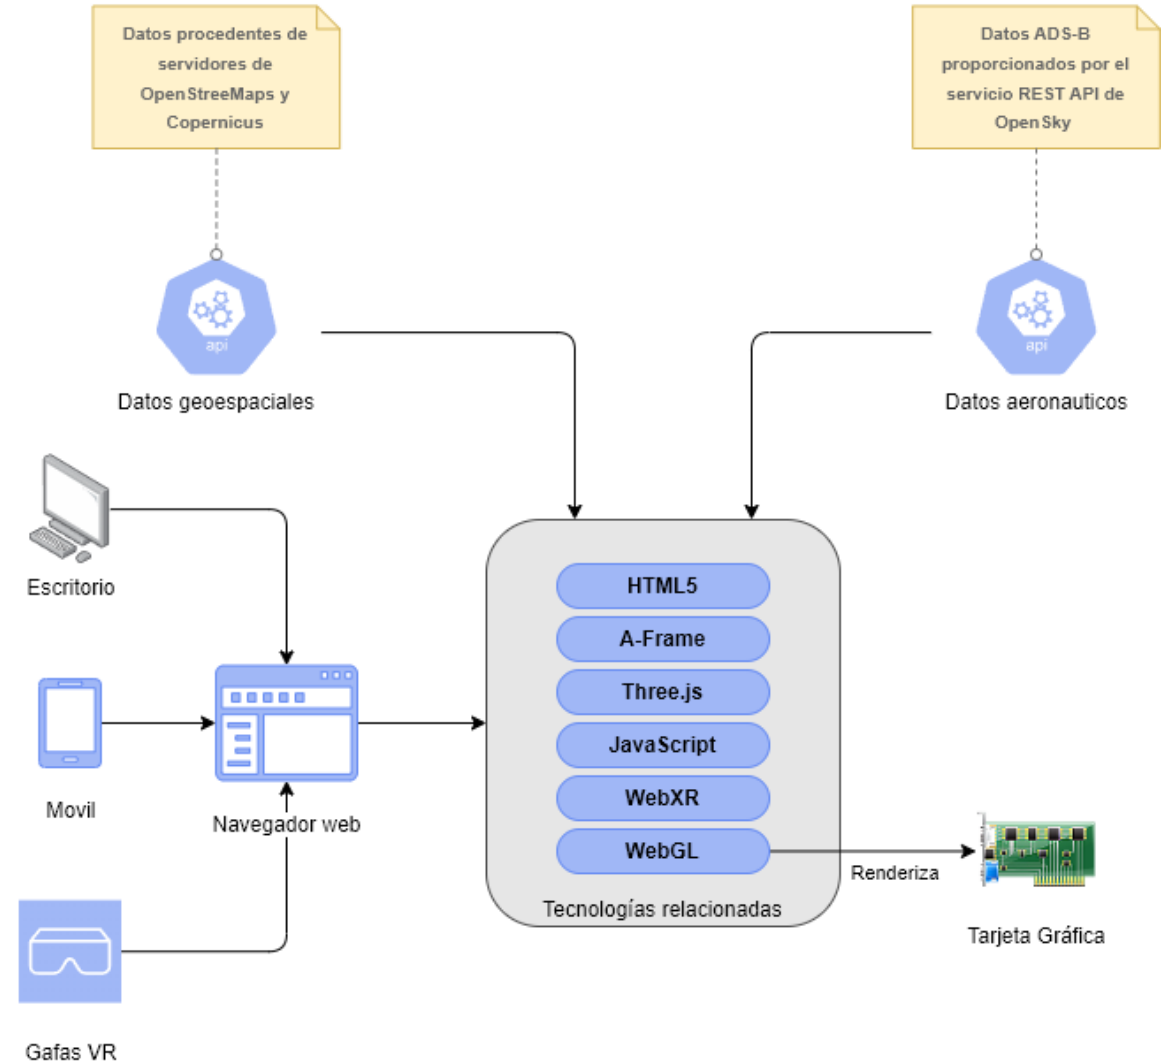 Datos procedentes de
servidores de
OpenStreeMaps y
Copernicus
Datos ADS-B
proporcionados por el
servicio REST API de
OpenSky
api
api
Datos geoespaciales
Datos aeronauticos
Escritorio
Movil
Navegador web
Gafas VR
HTML5
A-Frame
Three.js
JavaScript
WebXR
WebGL
Tecnologías relacionadas
Renderiza
Tarjeta Gráfica